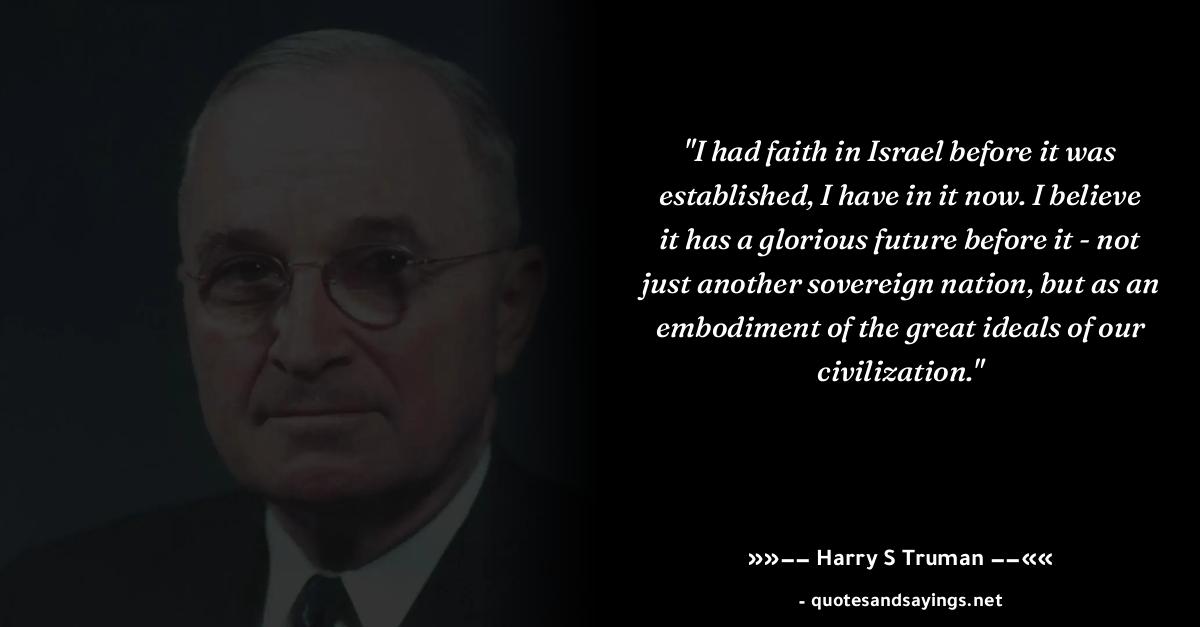 "I had faith in Israel before it was
established, I have in it now. I believe
it has a glorious future before it - not
just another sovereign nation, but as an
embodiment of the great ideals of our
civilization."
»»−− Harry S Truman −−««
- quotesandsayings.net